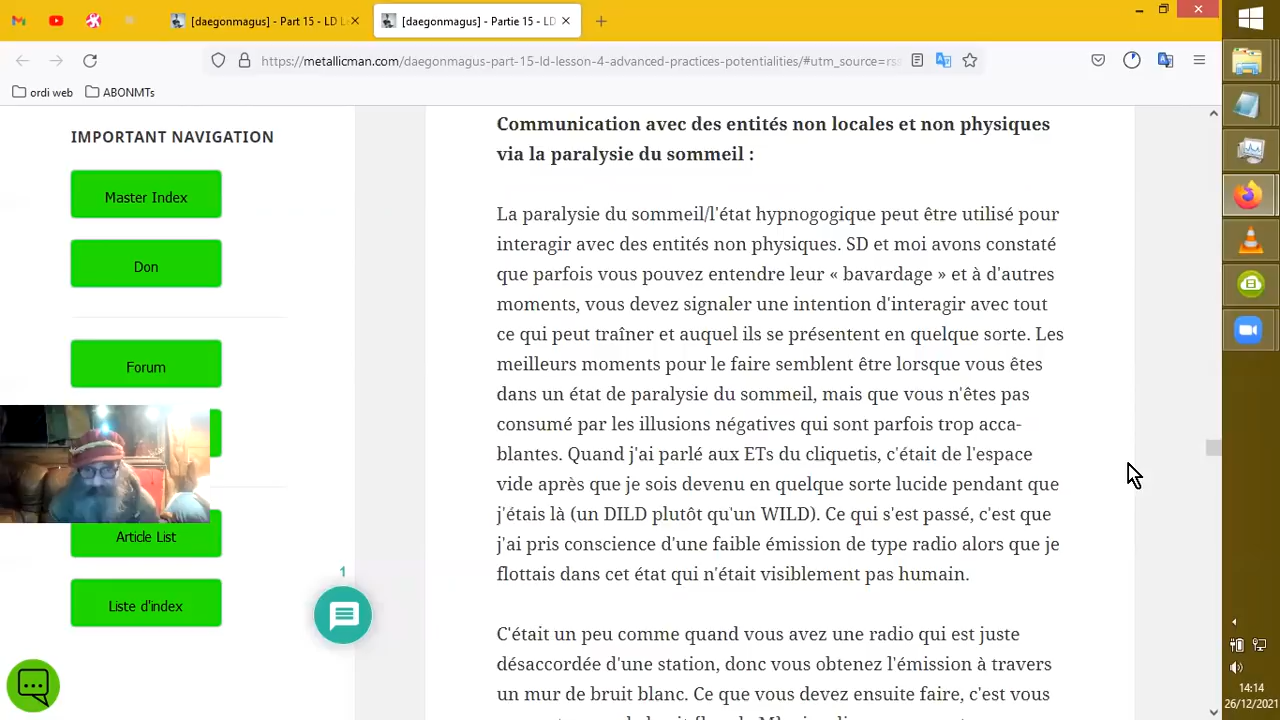 [daegonmagus] - Part 15 - LD L
[daegonmagus] - Partie 15 - LD
https://metallicman.com/daegonmagus-part-15-ld-lesson-4-advanced-practices-potentialities/#utm_source=rs
ordi web
ABONMTs
IMPORTANT NAVIGATION
Master Index
Don
Forum
Article List
Liste d'index
1
Communication avec des entités non locales et non physiques
via la paralysie du sommeil :
La paralysie du sommeil/l'état hypnogogique peut être utilisé pour
interagir avec des entités non physiques. SD et moi avons constaté
que parfois vous pouvez entendre leur « bavardage » et à d'autres
moments, vous devez signaler une intention d'interagir avec tout
ce qui peut traîner et auquel ils se présentent en quelque sorte. Les
meilleurs moments pour le faire semblent être lorsque vous êtes
dans un état de paralysie du sommeil, mais que vous n'êtes pas
consumé par les illusions négatives qui sont parfois trop acca-
blantes. Quand j'ai parlé aux ETs du cliquetis, c'était de l'espace
vide après que je sois devenu en quelque sorte lucide pendant que
j'étais là (un DILD plutôt qu'un WILD). Ce qui s'est passé, c'est que
j'ai pris conscience d'une faible émission de type radio alors que je
flottais dans cet état qui n'était visiblement pas humain.
C'était un peu comme quand vous avez une radio qui est juste
désaccordée d'une station, donc vous obtenez l'émission à travers
un mur de bruit blanc. Ce que vous devez ensuite faire, c'est vous
14:14
26/12/2021